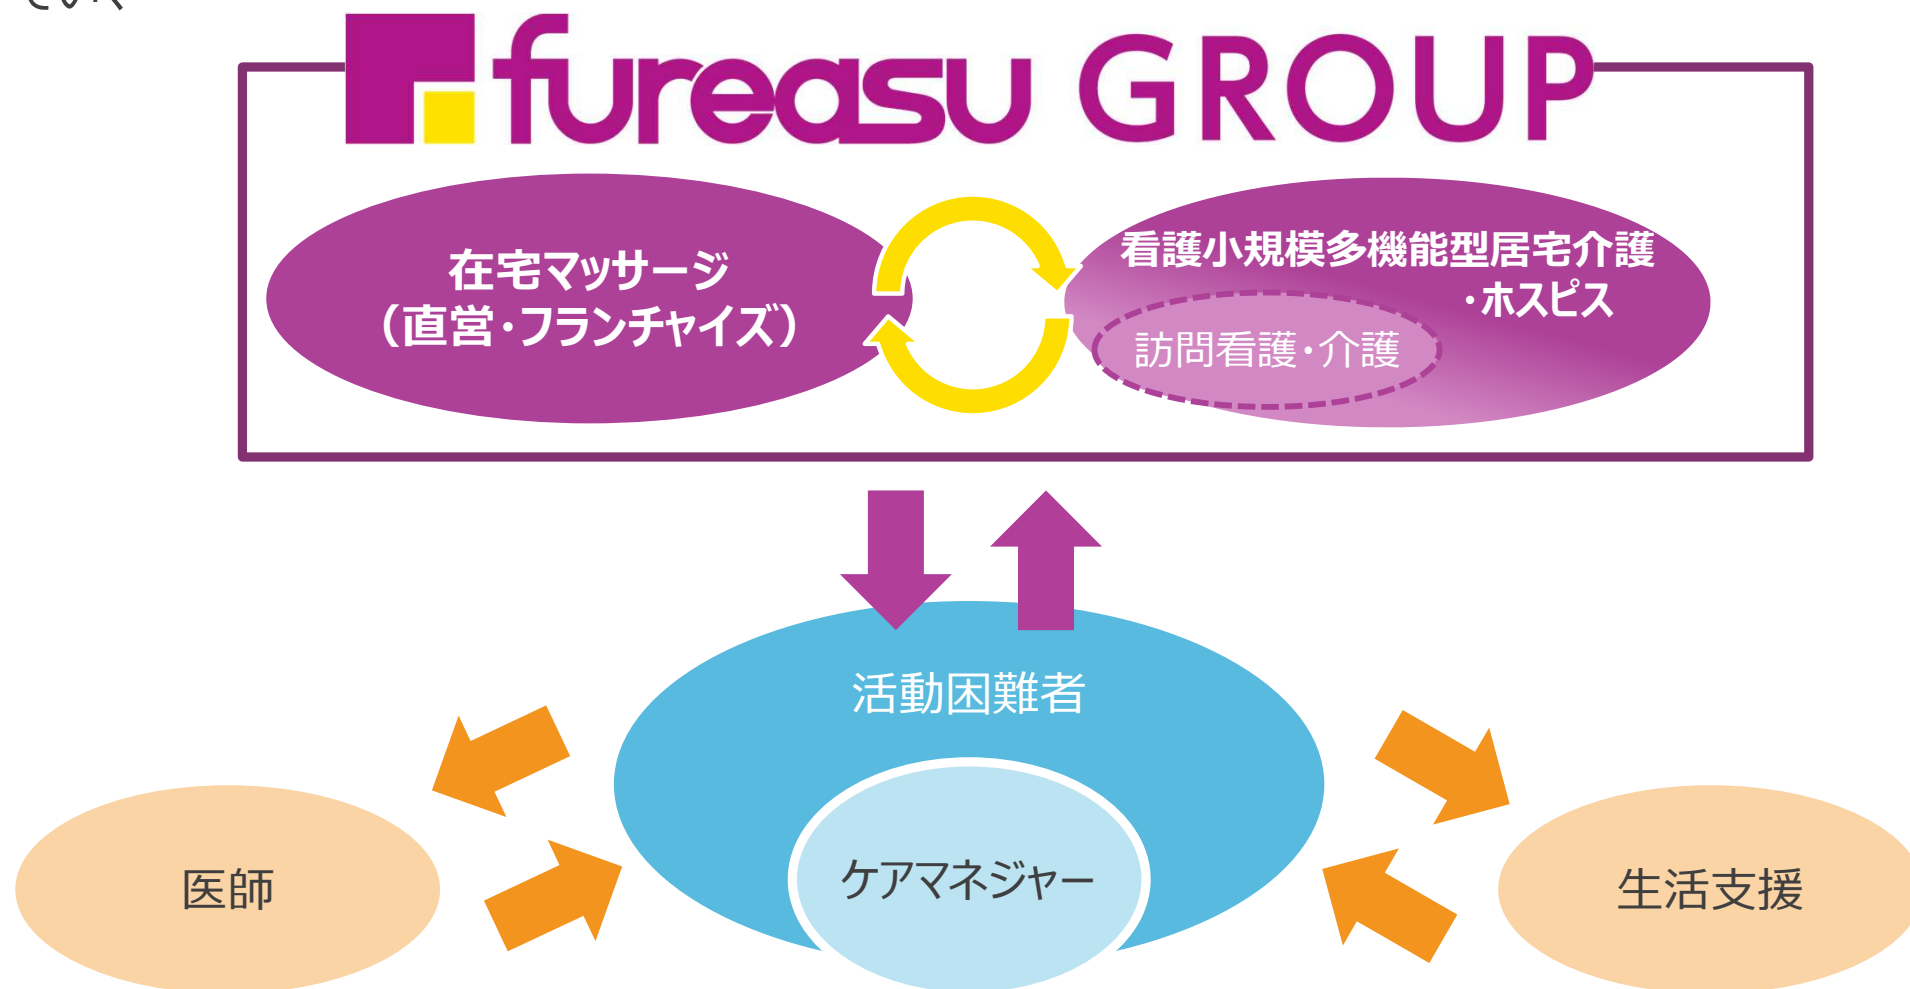 ていく
fureasu GROUP
在宅マッサージ
（直営・フランチャイズ）
看護小規模多機能型居宅介護
・ホスピス
訪問看護・介護
活動困難者
ケアマネジャー
医師
生活支援